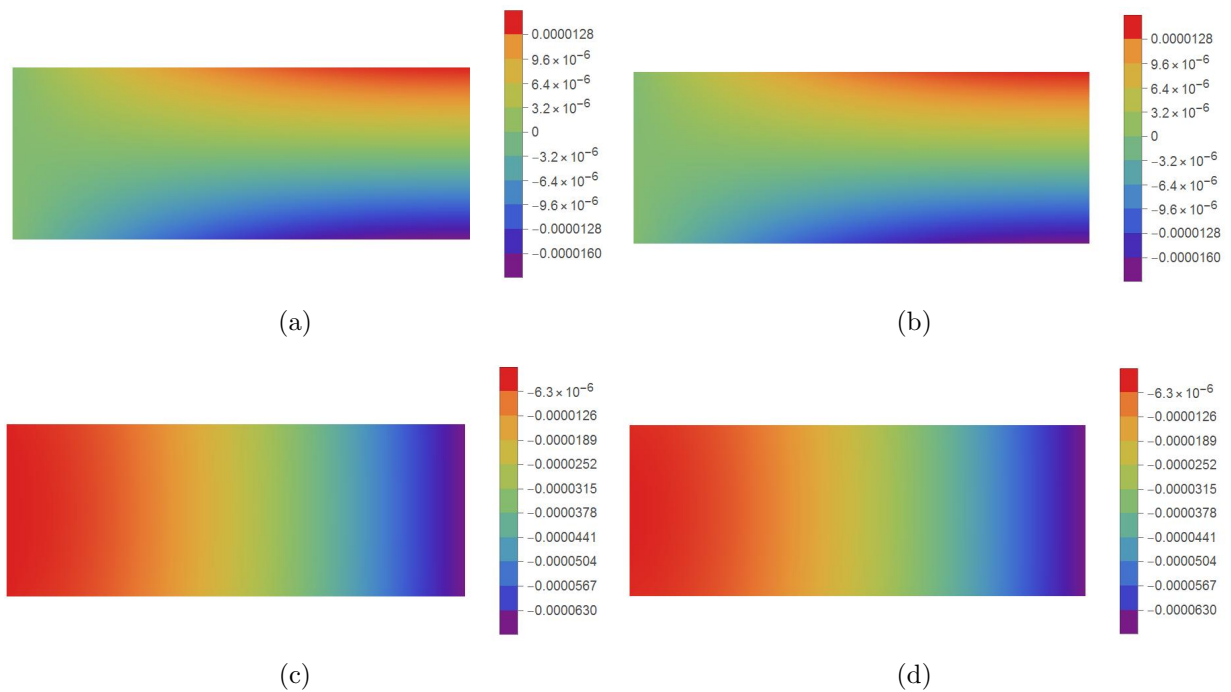 0.0000128
9.6 × 10⁻⁶
6.4 × 10⁻⁶
3.2 × 10⁻⁶
0
−3.2 × 10⁻⁶
−6.4 × 10⁻⁶
−9.6 × 10⁻⁶
−0.0000128
−0.0000160
(a)
0.0000128
9.6 × 10⁻⁶
6.4 × 10⁻⁶
3.2 × 10⁻⁶
0
−3.2 × 10⁻⁶
−6.4 × 10⁻⁶
−9.6 × 10⁻⁶
−0.0000128
−0.0000160
(b)
−6.3 × 10⁻⁶
−0.0000126
−0.0000189
−0.0000252
−0.0000315
−0.0000378
−0.0000441
−0.0000504
−0.0000567
−0.0000630
(c)
−6.3 × 10⁻⁶
−0.0000126
−0.0000189
−0.0000252
−0.0000315
−0.0000378
−0.0000441
−0.0000504
−0.0000567
−0.0000630
(d)